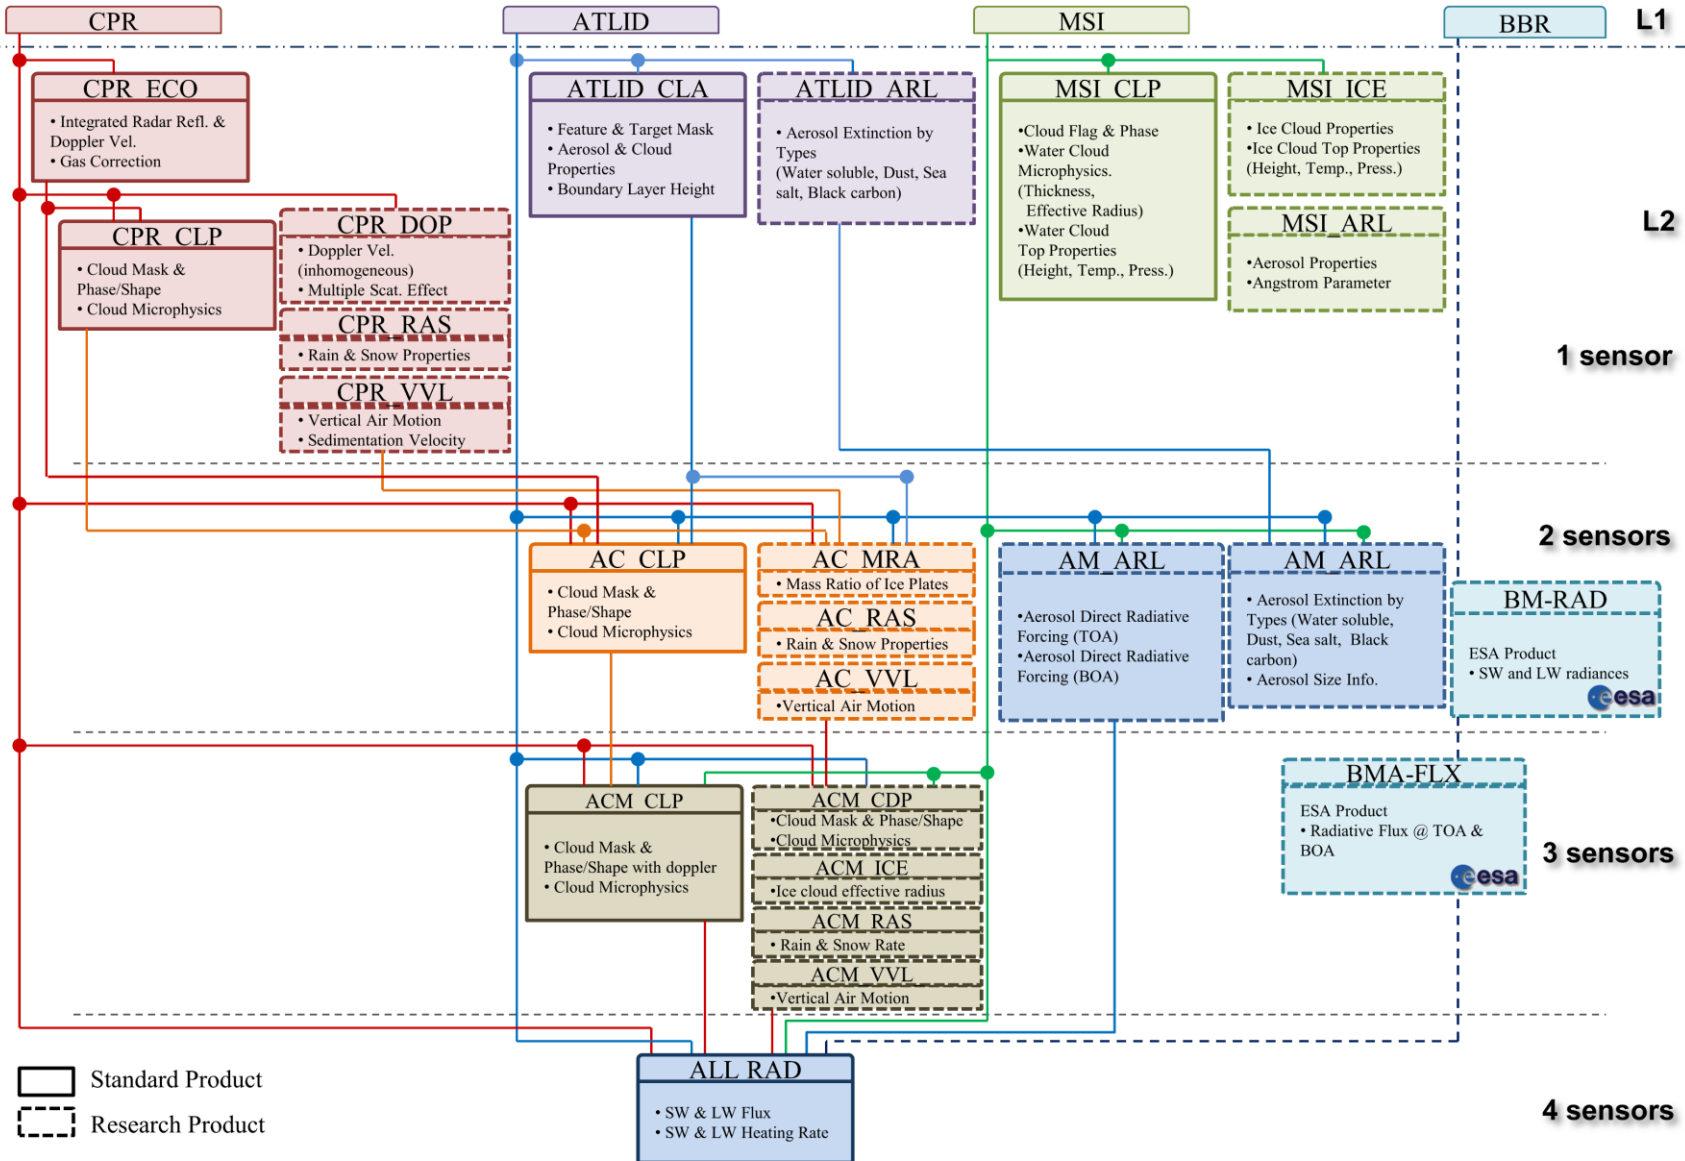 CPR
ATLID
MSI
BBR
L1
CPR_ECO
• Integrated Radar Refl. &
Doppler Vel.
• Gas Correction
ATLID_CLA
• Feature & Target Mask
• Aerosol & Cloud
Properties
• Boundary Layer Height
ATLID_ARL
• Aerosol Extinction by
Types
(Water soluble, Dust, Sea
salt, Black carbon)
MSI_CLP
•Cloud Flag & Phase
•Water Cloud
Microphysics.
(Thickness,
Effective Radius)
•Water Cloud
Top Properties
(Height, Temp., Press.)
MSI_ICE
• Ice Cloud Properties
•Ice Cloud Top Properties
(Height, Temp., Press.)
L2
CPR_CLP
• Cloud Mask &
Phase/Shape
• Cloud Microphysics
CPR_DOP
• Doppler Vel.
(inhomogeneous)
• Multiple Scat. Effect
MSI_ARL
•Aerosol Properties
•Angstrom Parameter
CPR_RAS
• Rain & Snow Properties
1 sensor
CPR_VVL
• Vertical Air Motion
• Sedimentation Velocity
2 sensors
AC_CLP
• Cloud Mask &
Phase/Shape
• Cloud Microphysics
AC_MRA
• Mass Ratio of Ice Plates
AC_RAS
• Rain & Snow Properties
AC_VVL
•Vertical Air Motion
AM_ARL
•Aerosol Direct Radiative
Forcing (TOA)
•Aerosol Direct Radiative
Forcing (BOA)
AM_ARL
• Aerosol Extinction by
Types (Water soluble,
Dust, Sea salt, Black
carbon)
• Aerosol Size Info.
BM-RAD
ESA Product
• SW and LW radiances
esa
ACM_CLP
• Cloud Mask &
Phase/Shape with doppler
• Cloud Microphysics
ACM_CDP
•Cloud Mask & Phase/Shape
•Cloud Microphysics
ACM_ICE
•Ice cloud effective radius
ACM_RAS
• Rain & Snow Rate
ACM_VVL
•Vertical Air Motion
BMA-FLX
ESA Product
• Radiative Flux @ TOA &
BOA
esa
3 sensors
ALL RAD
• SW & LW Flux
• SW & LW Heating Rate
Standard Product
Research Product
4 sensors